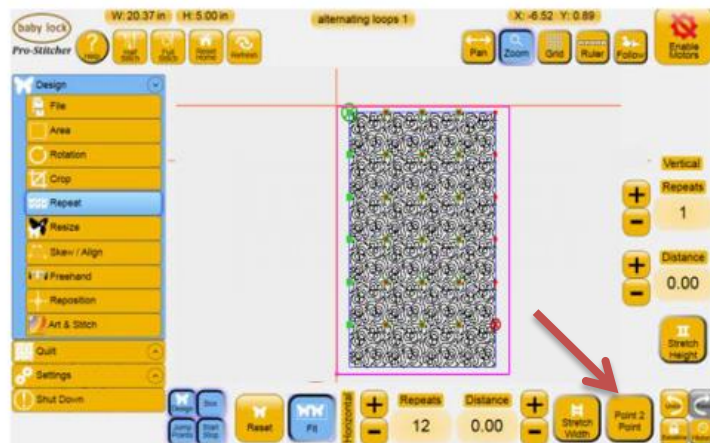 baby lock
Pro-Stitcher
W: 20.37 in H: 5.00 in
alternating loops 1
X: -6.52 Y: 0.89
Help
Half Stitch
Full Stitch
Reset Home
Refresh
Pan
Zoom
Grid
Ruler
Follow
Enable Motors
Design
File
Area
Rotation
Crop
Repeat
Resize
Skew / Align
Freehand
Reposition
Art & Stitch
Quilt
Settings
Shut Down
Vertical
Repeats
+
1
-
Distance
+
0.00
-
Stretch Height
Design
Box
Jump Points
Start Stop
Reset
Fit
Horizontal
+
-
Repeats
12
Distance
0.00
+
-
Stretch Width
Point 2 Point
Undo
Baseline